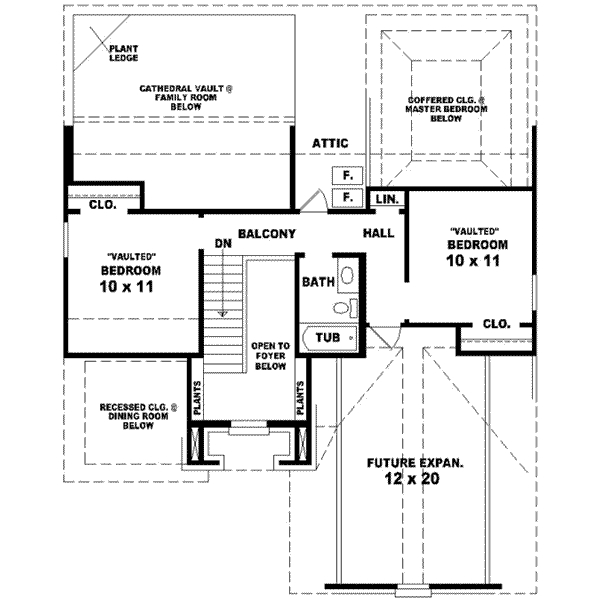 PLANT
LEDGE
CATHEDRAL VAULT @
FAMILY ROOM
BELOW
COFFERED CLG. @
MASTER BEDROOM
BELOW
ATTIC
F.
F.
CLO.
LIN.
DN
BALCONY
HALL
"VAULTED"
BEDROOM
10 x 11
"VAULTED"
BEDROOM
10 x 11
BATH
TUB
CLO.
OPEN TO
FOYER
BELOW
PLANTS
PLANTS
RECESSED CLG. @
DINING ROOM
BELOW
FUTURE EXPAN.
12 x 20